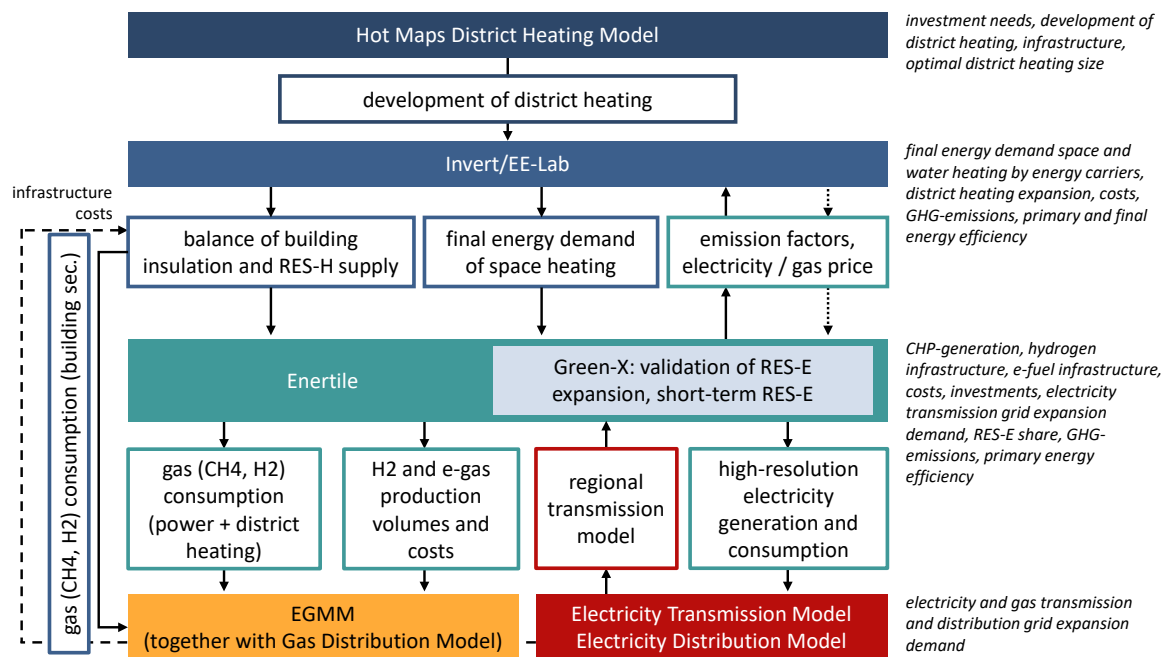 Hot Maps District Heating Model
investment needs, development of
district heating, infrastructure,
optimal district heating size
development of district heating
Invert/EE-Lab
final energy demand space and
water heating by energy carriers,
district heating expansion, costs,
GHG-emissions, primary and final
energy efficiency
infrastructure
costs
balance of building
insulation and RES-H supply
final energy demand
of space heating
emission factors,
electricity / gas price
gas (CH4, H2) consumption (building sec.)
Enertile
Green-X: validation of RES-E
expansion, short-term RES-E
CHP-generation, hydrogen
infrastructure, e-fuel infrastructure,
costs, investments, electricity
transmission grid expansion
demand, RES-E share, GHG-
emissions, primary energy
efficiency
gas (CH4, H2)
consumption
(power + district
heating)
H2 and e-gas
production
volumes and
costs
regional
transmission
model
high-resolution
electricity
generation and
consumption
EGMM
(together with Gas Distribution Model)
Electricity Transmission Model
Electricity Distribution Model
electricity and gas transmission
and distribution grid expansion
demand